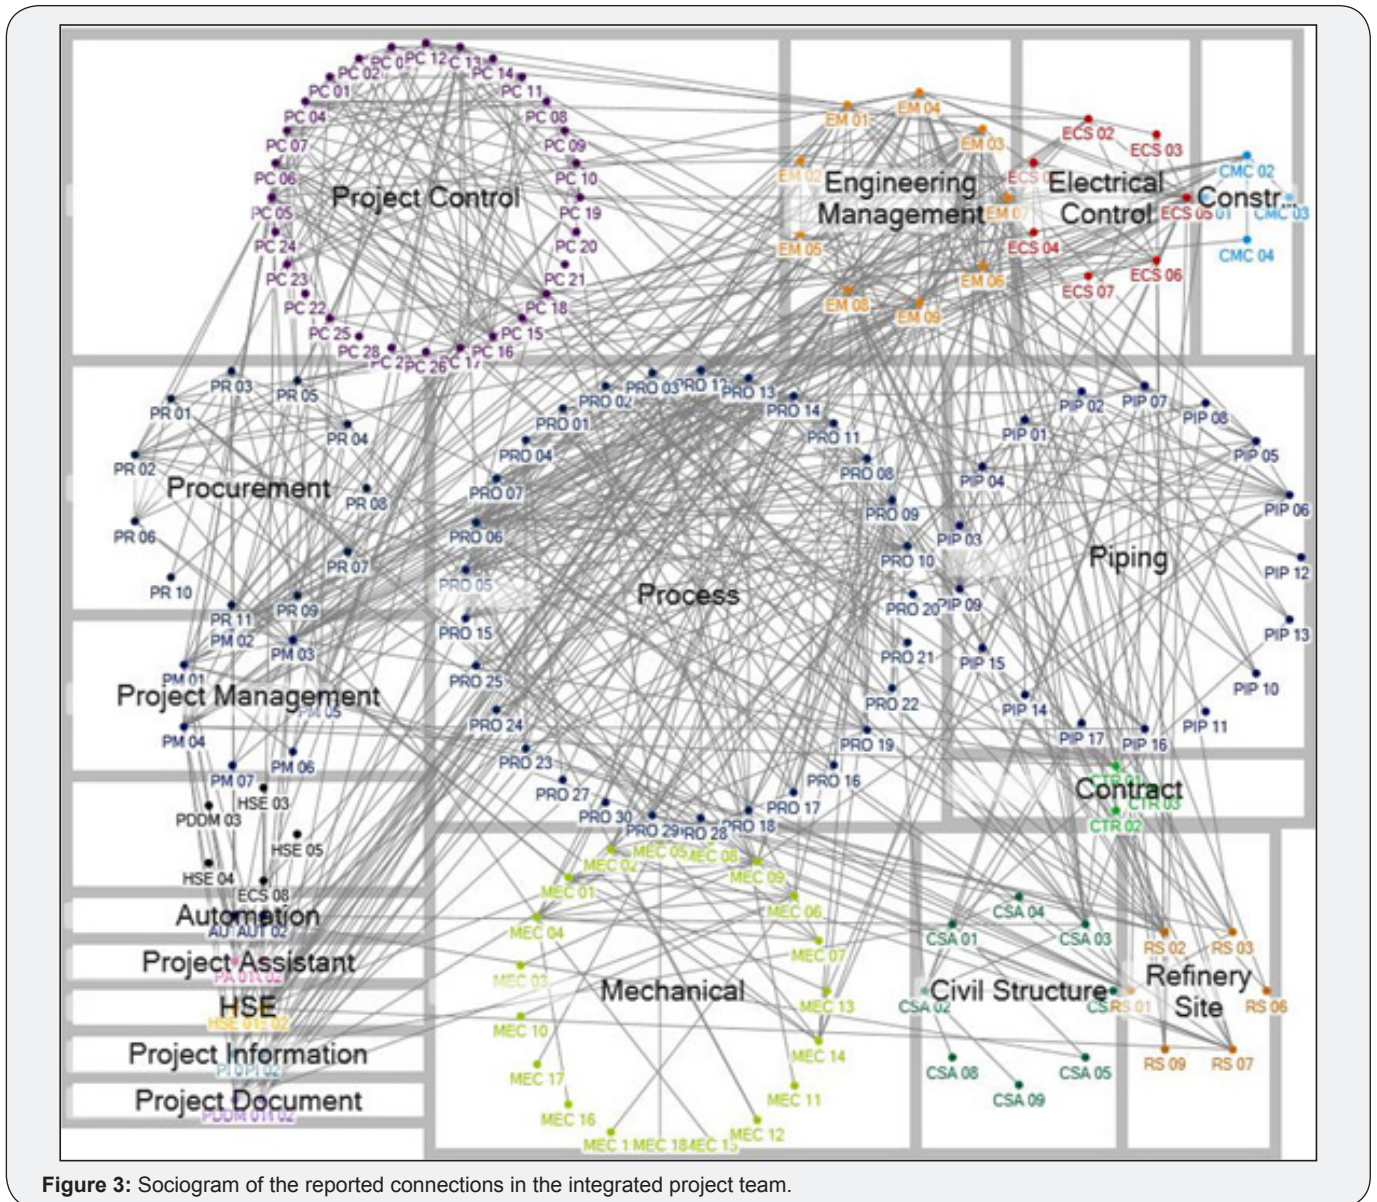 PC 12
PC 02
PC 14
PC 01
PC 11
PC 04
PC 08
PC 07
PC 09
PC 06
PC 10
Project Control
PC 05
PC 19
PC 24
PC 20
PC 23
PC 21
PC 22
PC 18
PC 25
PC 15
PC 28
PC 16
PC 26
EM 01
EM 04
EM 03
EM 02
Engineering
Management
EM 07
EM 05
EM 06
EM 08
EM 09
ECS 02
ECS 03
Electrical
Control
ECS 05
ECS 04
ECS 06
ECS 07
CMC 02
Constr...
CMC 03
CMC 04
PR 03
PR 05
PR 01
PR 04
PR 02
Procurement
PR 08
PR 06
PR 07
PR 10
PR 09
PR 11
PRO 03
PRO 13
PRO 02
PRO 14
PRO 01
PRO 11
PRO 04
PRO 08
PRO 07
PRO 09
PRO 06
PRO 10
PRO 05
Process
PRO 20
PRO 15
PRO 21
PRO 25
PRO 22
PRO 24
PRO 19
PRO 23
PRO 16
PRO 27
PRO 17
PRO 30
PRO 29
PRO 28
PRO 18
PIP 02
PIP 07
PIP 08
PIP 01
PIP 05
PIP 04
PIP 06
PIP 03
Piping
PIP 12
PIP 09
PIP 13
PIP 15
PIP 10
PIP 14
PIP 11
PIP 17
PIP 16
PM 02
PM 03
PM 01
Project Management
PM 05
PM 04
PM 06
PM 07
HSE 03
PDDM 03
HSE 05
HSE 04
ECS 08
Automation
AUT 02
Project Assistant
HSE
Project Information
Project Document
Contract
CTR 03
CTR 02
MEC 05
MEC 08
MEC 02
MEC 09
MEC 01
MEC 06
MEC 04
MEC 07
MEC 03
Mechanical
MEC 13
MEC 10
MEC 14
MEC 17
MEC 11
MEC 16
MEC 12
MEC 18
CSA 04
CSA 01
CSA 03
Civil Structure
CSA 02
CSA 08
CSA 05
CSA 09
RS 02
RS 03
Refinery
Site
RS 01
RS 06
RS 09
RS 07
Figure 3: Sociogram of the reported connections in the integrated project team.